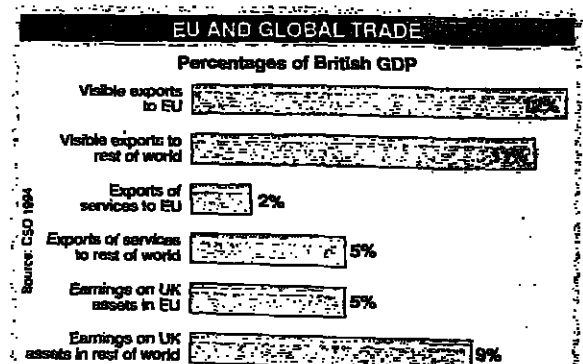 EU AND GLOBAL TRADE
Percentages of British GDP
Visible exports
to EU
Visible exports to
rest of world
Exports of
services to EU
2%
Exports of services
to rest of world
5%
Earnings on UK
assets in EU
5%
Earnings on UK
assets in rest of world
9%
Source: CSO 1994